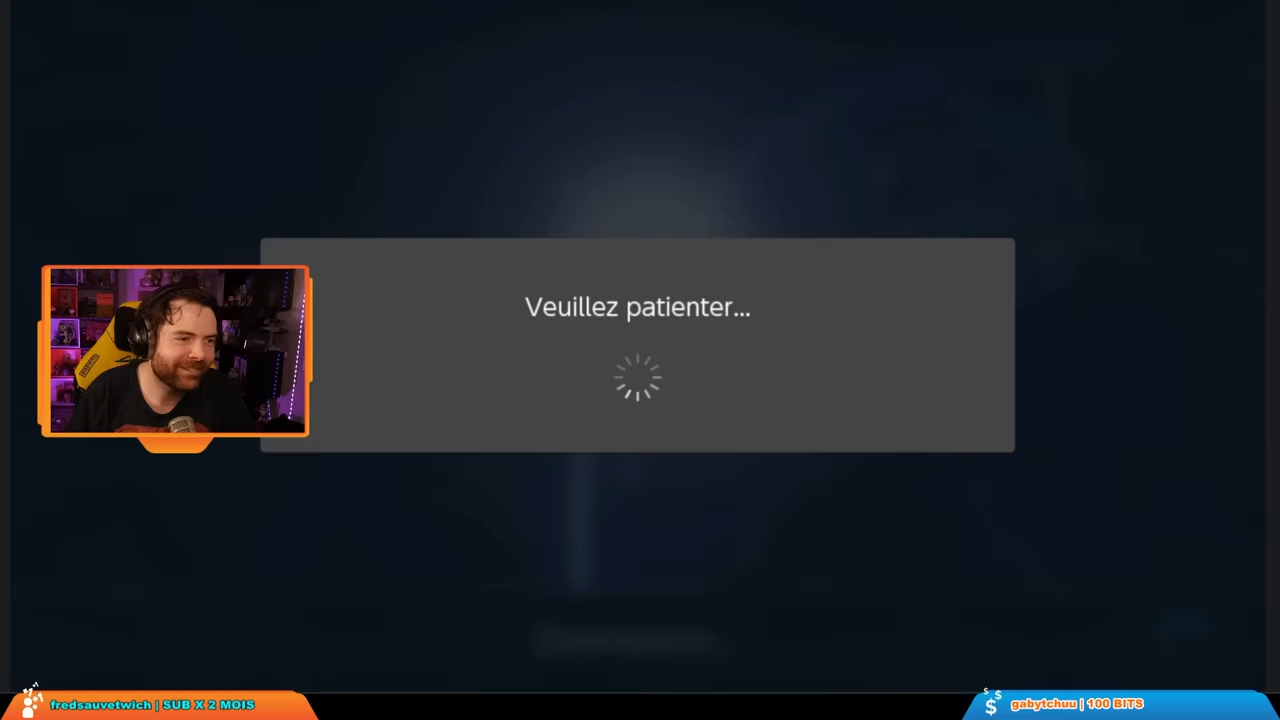 Veuillez patienter...
fredsauvetwich | SUB X 2 MOIS
gabytchuu | 100 BITS